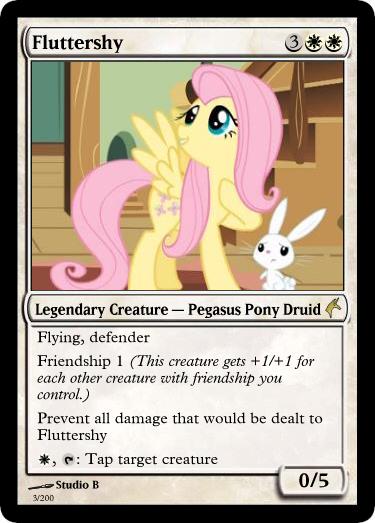 Fluttershy 3
Legendary Creature — Pegasus Pony Druid
Flying, defender
Friendship 1 (This creature gets +1/+1 for
each other creature with friendship you
control.)
Prevent all damage that would be dealt to
Fluttershy
, : Tap target creature
Studio B
0/5
3/200